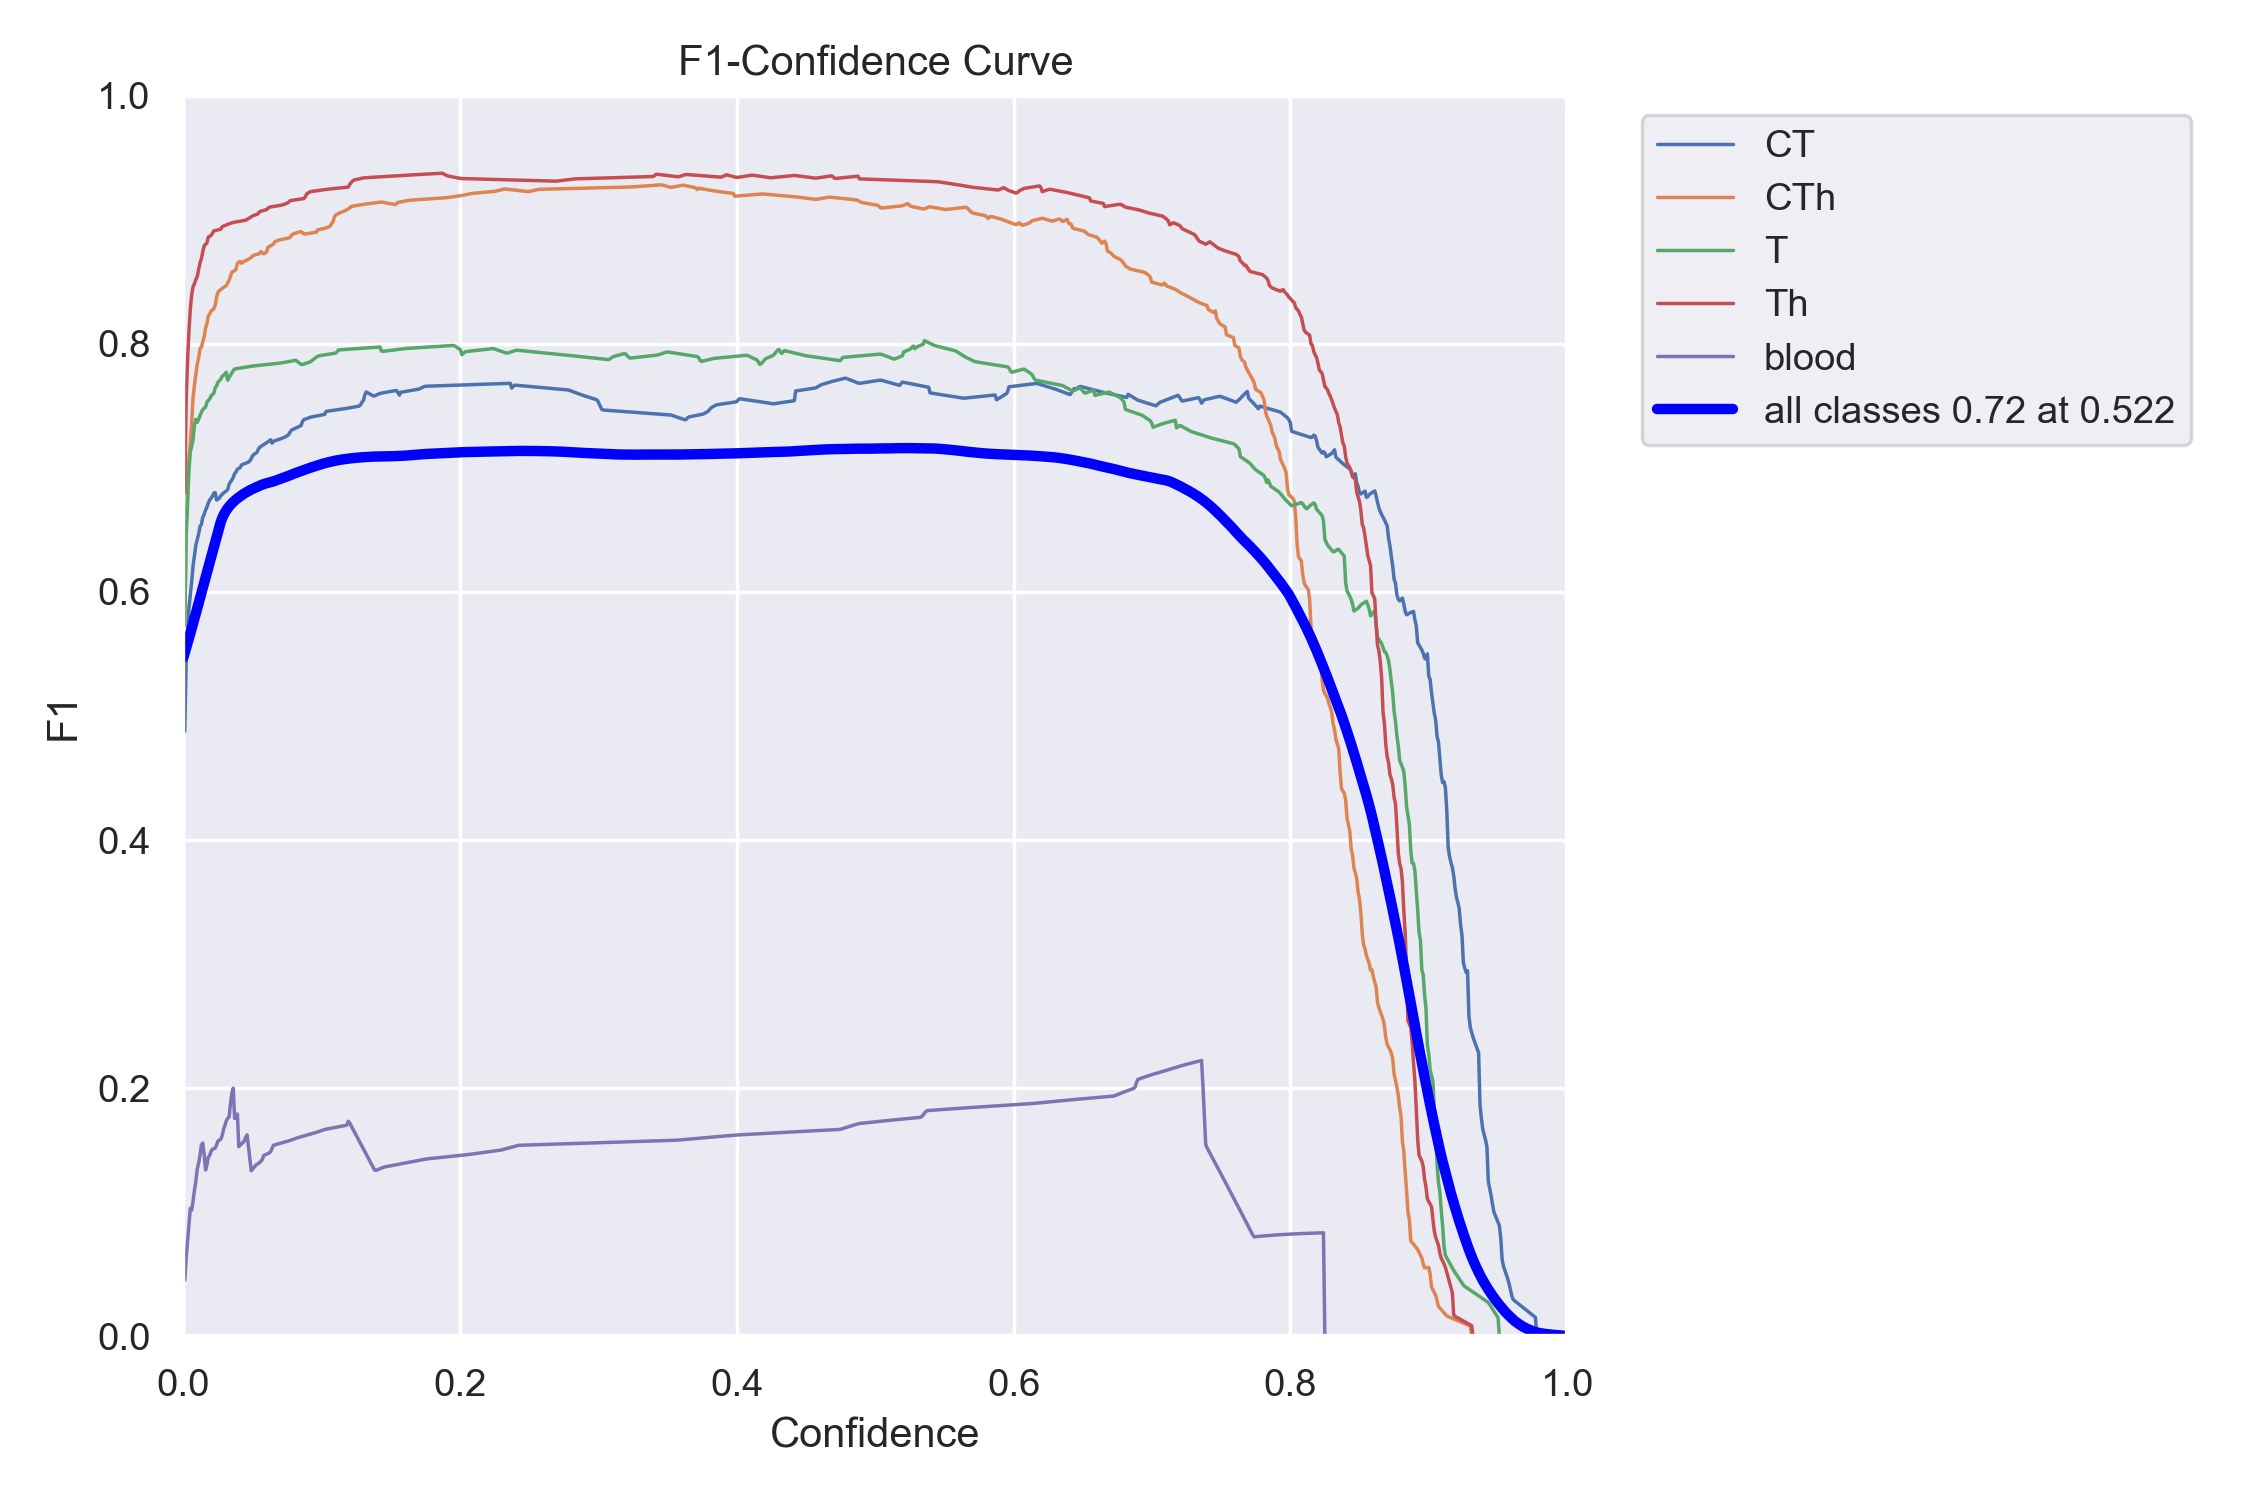 F1-Confidence Curve
1.0
0.8
0.6
0.4
0.2
0.0
F1
0.0 0.2 0.4 0.6 0.8 1.0
Confidence
CT
CTh
T
Th
blood
all classes 0.72 at 0.522